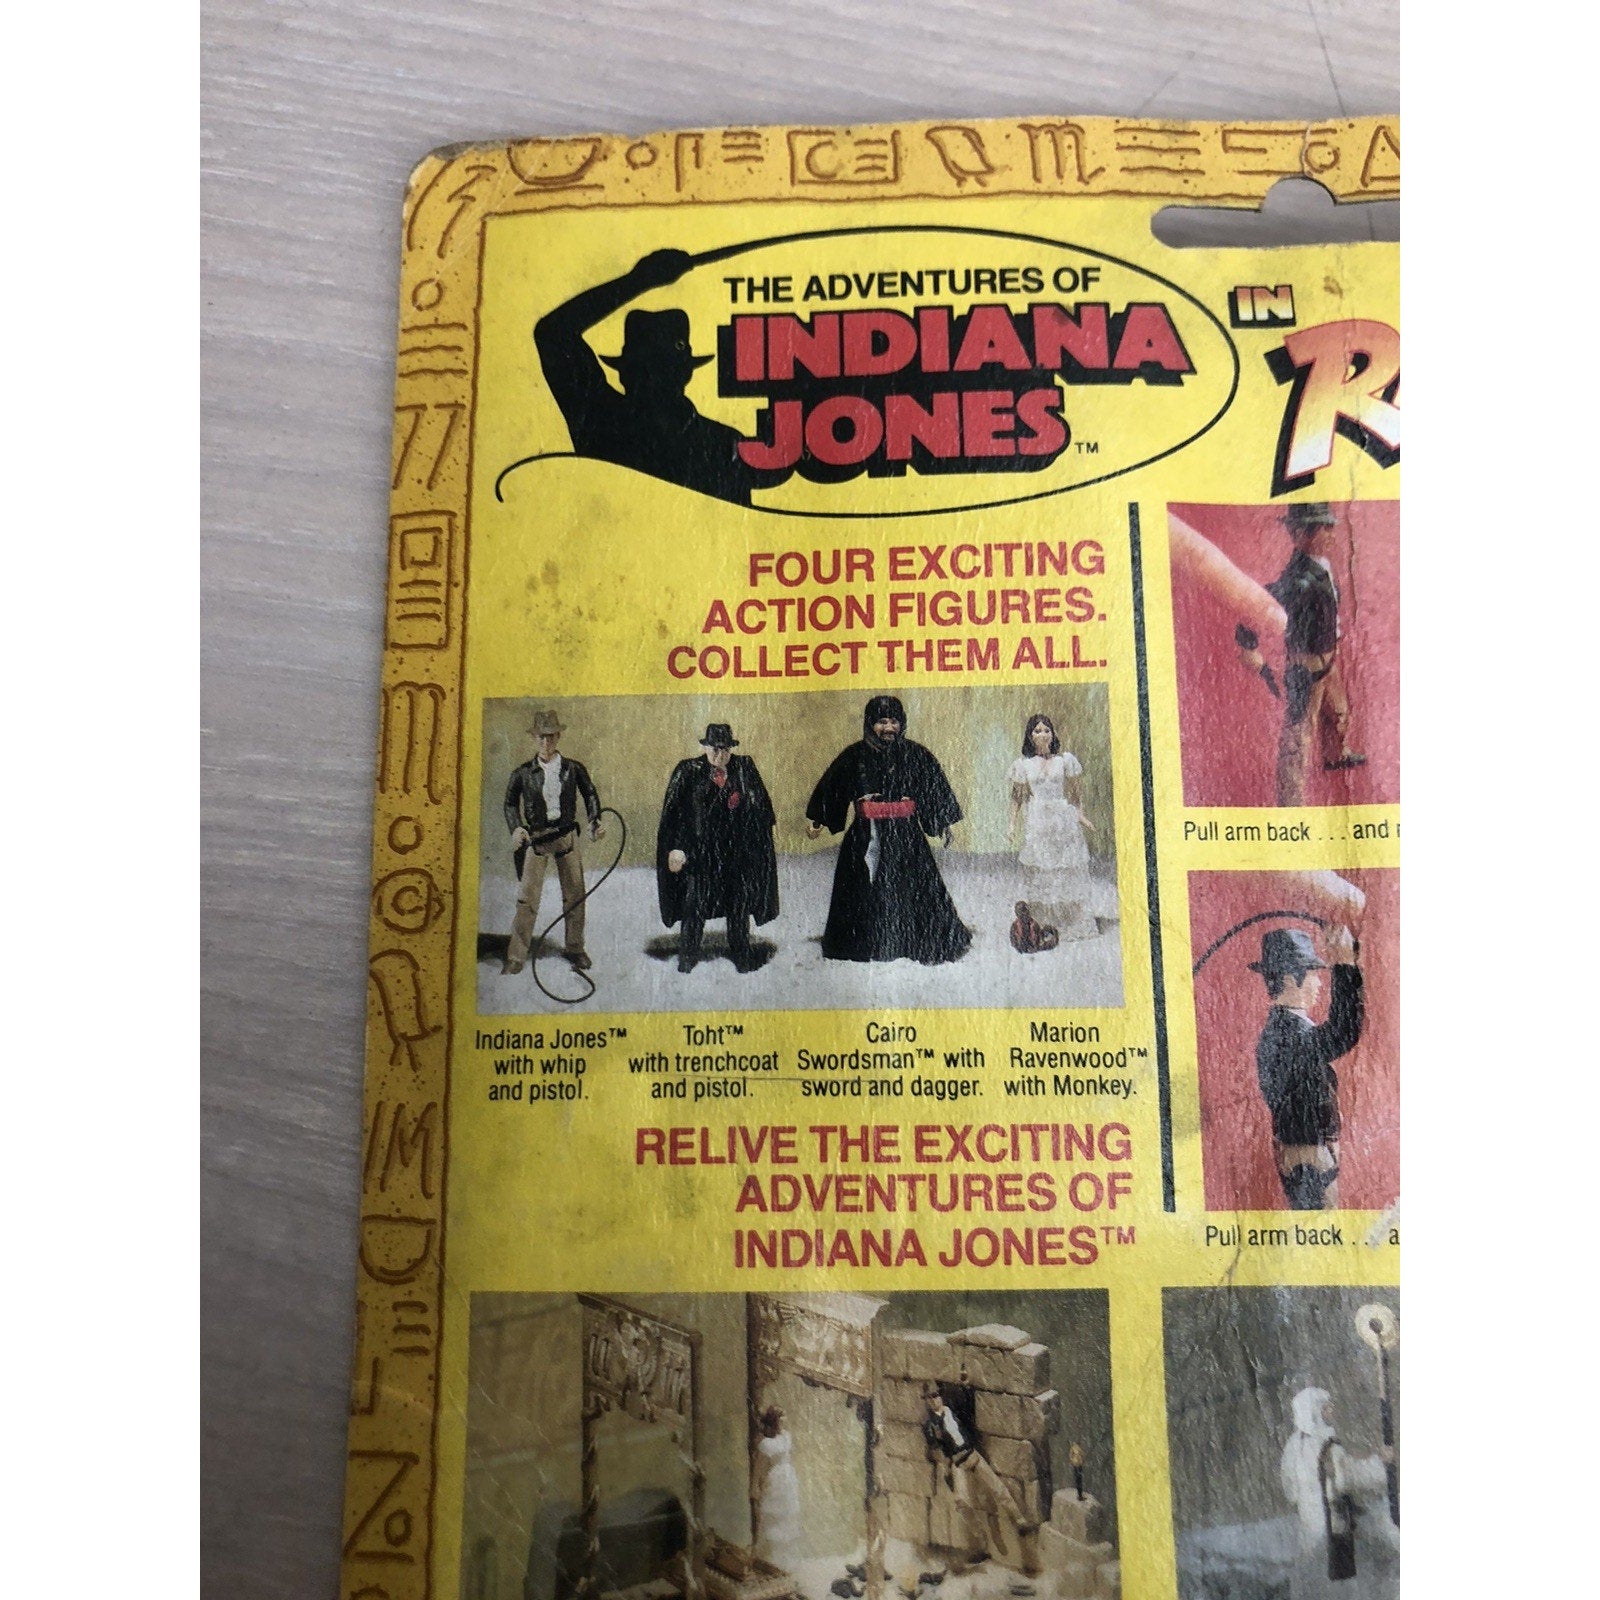 THE ADVENTURES OF
INDIANA
JONES™
IN
FOUR EXCITING
ACTION FIGURES.
COLLECT THEM ALL.
Indiana Jones™
with whip
and pistol.
Toht™
with trenchcoat
and pistol.
Cairo
Swordsman™ with
sword and dagger.
Marion
Ravenwood™
with Monkey.
Pull arm back . . . and
Pull arm back . . .
RELIVE THE EXCITING
ADVENTURES OF
INDIANA JONES™